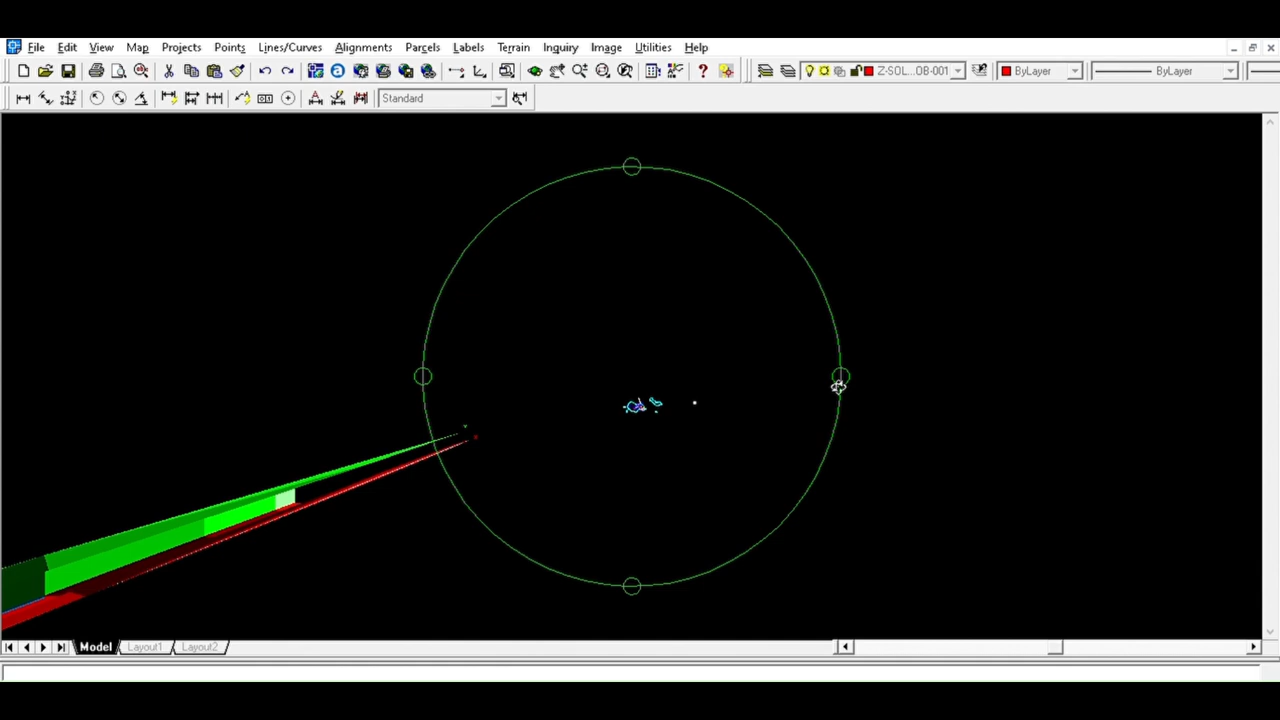 File Edit View Map Projects Points Lines/Curves Alignments Parcels Labels Terrain Inquiry Image Utilities Help
Z-SOL...OB-001 ByLayer ByLayer
Standard
Model Layout1 Layout2